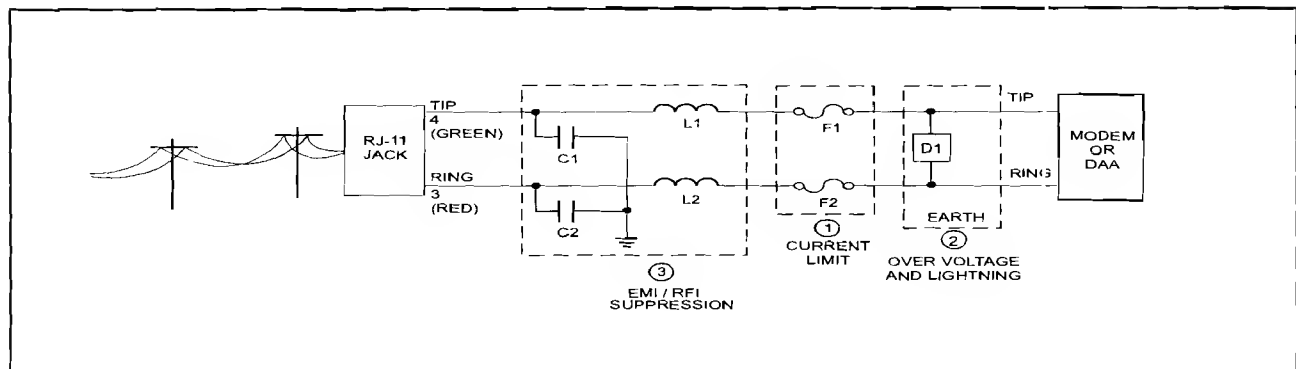 RJ-11
JACK
TIP
4
(GREEN)
RING
3
(RED)
C1
C2
L1
L2
③
EMI / RFI
SUPPRESSION
F1
F2
①
CURRENT
LIMIT
D1
EARTH
②
OVER VOLTAGE
AND LIGHTNING
TIP
RING
MODEM
OR
DAA